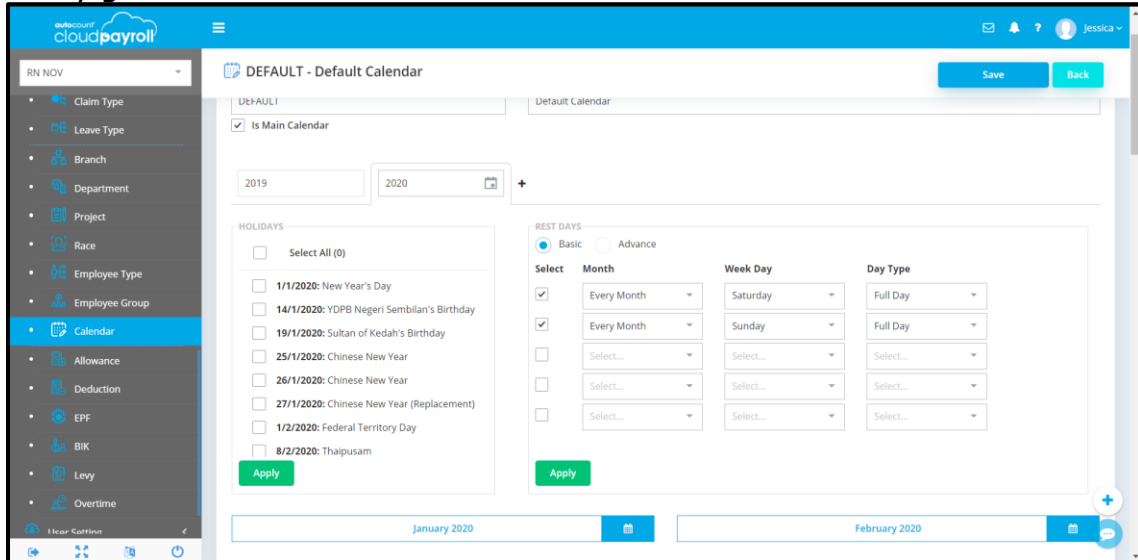 autocount
cloudpayroll
Jessica
RN NOV
DEFAULT - Default Calendar
Save
Back
Claim Type
Leave Type
Branch
Department
Project
Race
Employee Type
Employee Group
Calendar
Allowance
Deduction
EPF
BIK
Levy
Overtime
User Setting
DEFAULT
Default Calendar
Is Main Calendar
2019
2020
HOLIDAYS
Select All (0)
1/1/2020: New Year's Day
14/1/2020: YDPB Negeri Sembilan's Birthday
19/1/2020: Sultan of Kedah's Birthday
25/1/2020: Chinese New Year
26/1/2020: Chinese New Year
27/1/2020: Chinese New Year (Replacement)
1/2/2020: Federal Territory Day
8/2/2020: Thaipusam
Apply
REST DAYS
Basic Advance
Select Month Week Day Day Type
Every Month Saturday Full Day
Every Month Sunday Full Day
Select... Select... Select...
Select... Select... Select...
Select... Select... Select...
Apply
January 2020
February 2020